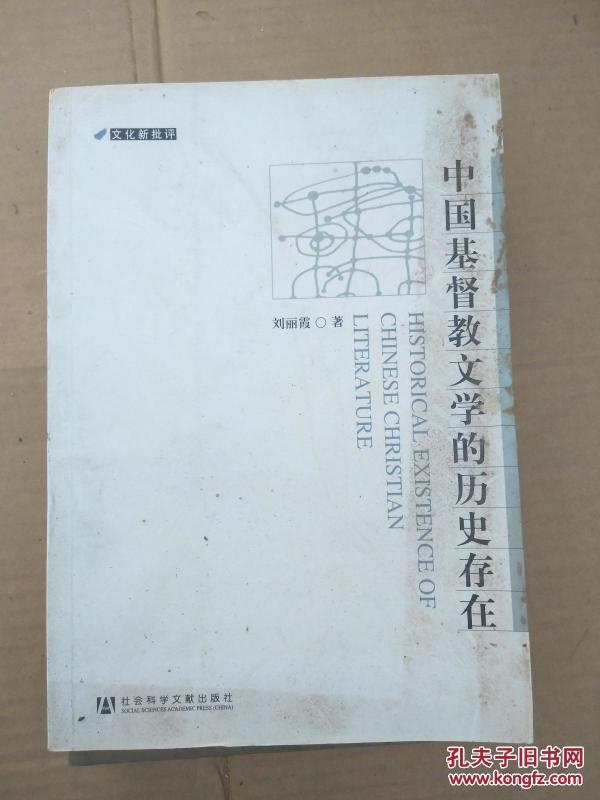 文化新批评
中国基督教文学的历史存在
HISTORICAL EXISTENCE OF
CHINESE CHRISTIAN
LITERATURE
刘丽霞○著
社会科学文献出版社
SOCIAL SCIENCES ACADEMIC PRESS (CHINA)
孔夫子旧书网
www.kongfz.com